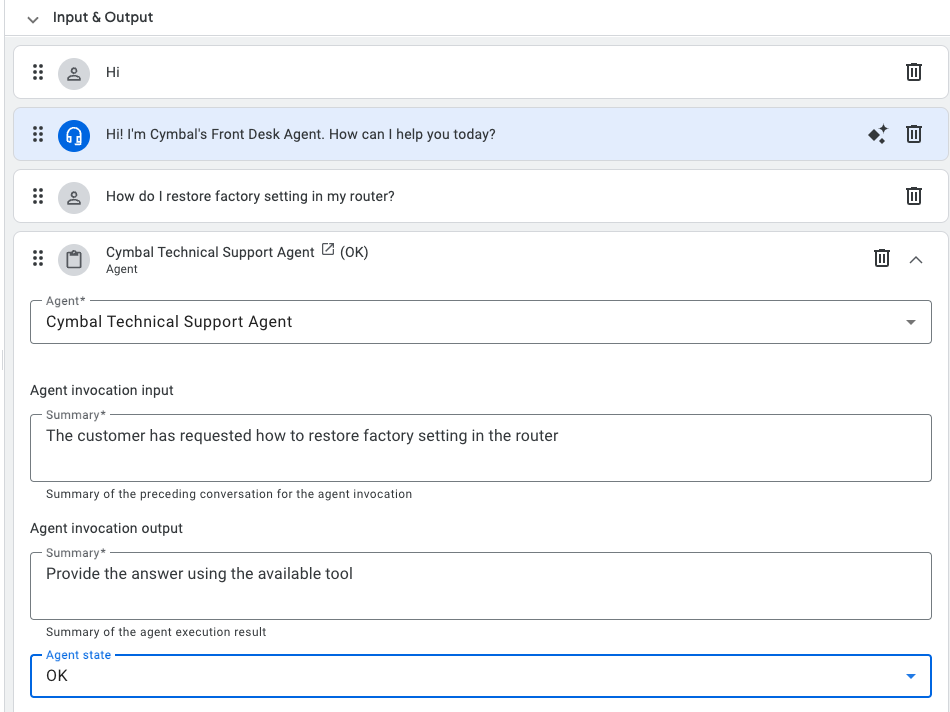 Input & Output
Hi
Hi! I'm Cymbal's Front Desk Agent. How can I help you today?
How do I restore factory setting in my router?
Cymbal Technical Support Agent (OK)
Agent
Agent*
Cymbal Technical Support Agent
Agent invocation input
Summary*
The customer has requested how to restore factory setting in the router
Summary of the preceding conversation for the agent invocation
Agent invocation output
Summary*
Provide the answer using the available tool
Summary of the agent execution result
Agent state
OK